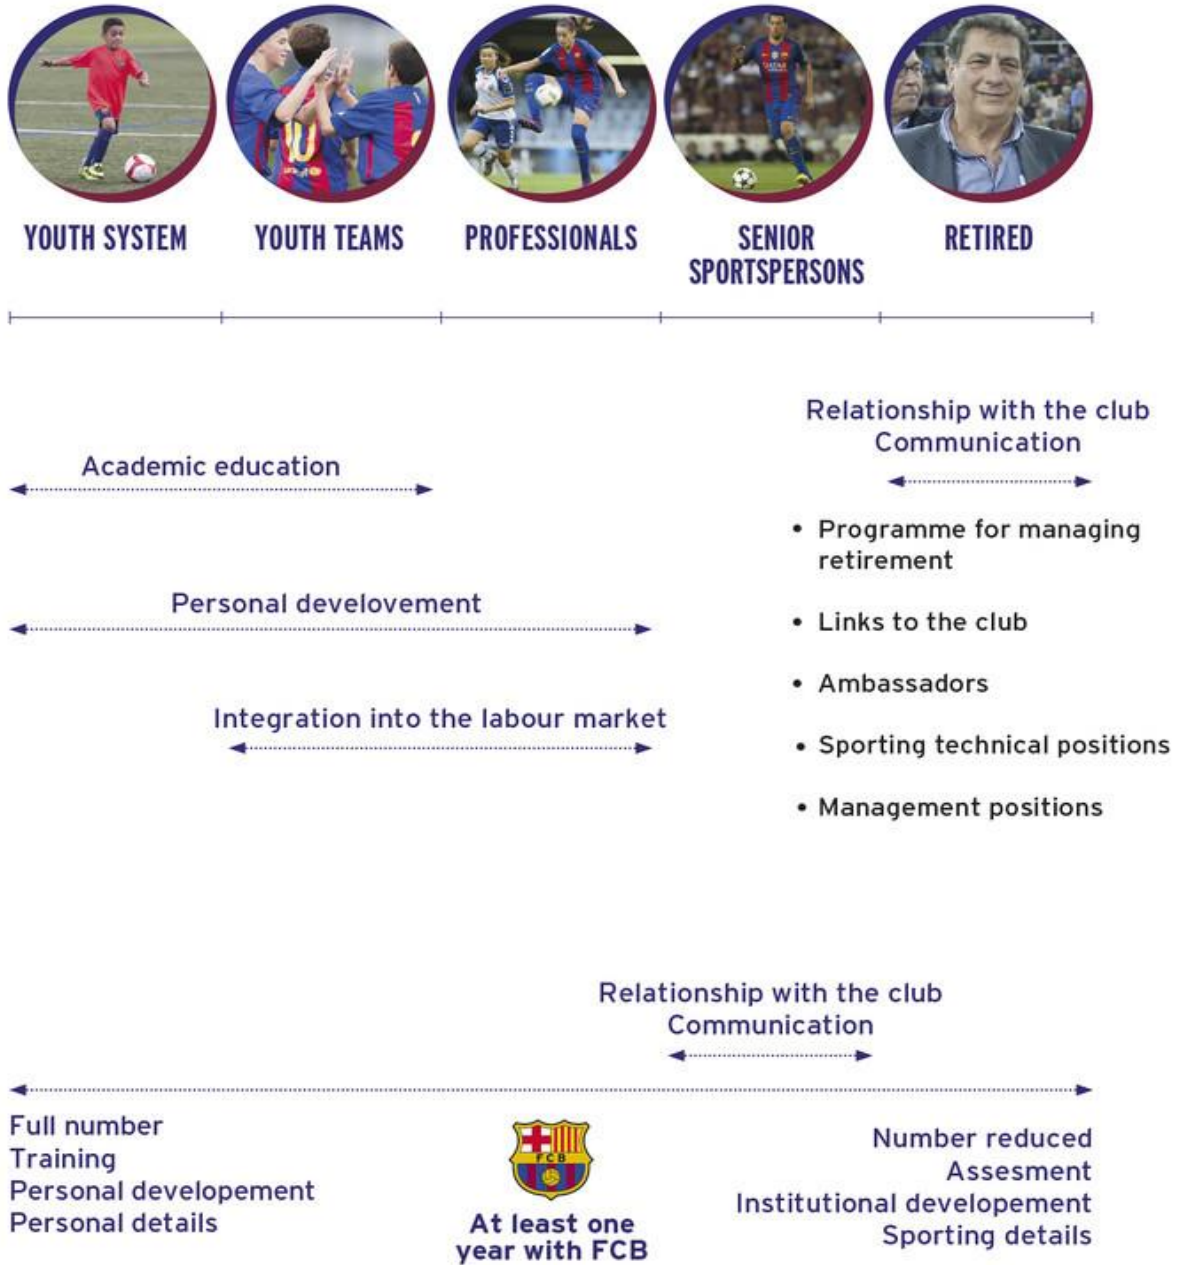 YOUTH SYSTEM
YOUTH TEAMS
PROFESSIONALS
SENIOR
SPORTSPERSONS
RETIRED
Relationship with the club
Communication
Academic education
• Programme for managing
retirement
Personal develovement
• Links to the club
• Ambassadors
Integration into the labour market
• Sporting technical positions
• Management positions
Relationship with the club
Communication
Full number
Training
Personal developement
Personal details
FCB
At least one
year with FCB
Number reduced
Assesment
Institutional developement
Sporting details